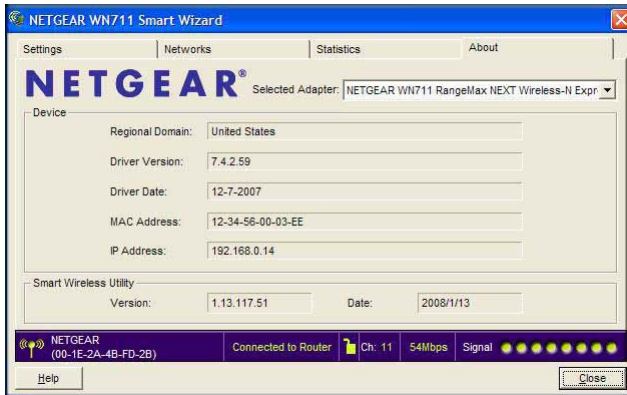 NETGEAR WN711 Smart Wizard
Settings Networks Statistics About
NETGEAR® Selected Adapter: NETGEAR WN711 RangeMax NEXT Wireless-N Expr
Device
Regional Domain: United States
Driver Version: 7.4.2.59
Driver Date: 12-7-2007
MAC Address: 12-34-56-00-03-EE
IP Address: 192.168.0.14
Smart Wireless Utility
Version: 1.13.117.51 Date: 2008/1/13
NETGEAR
(00-1E-2A-4B-FD-2B) Connected to Router Ch: 11 54Mbps Signal
Help Close